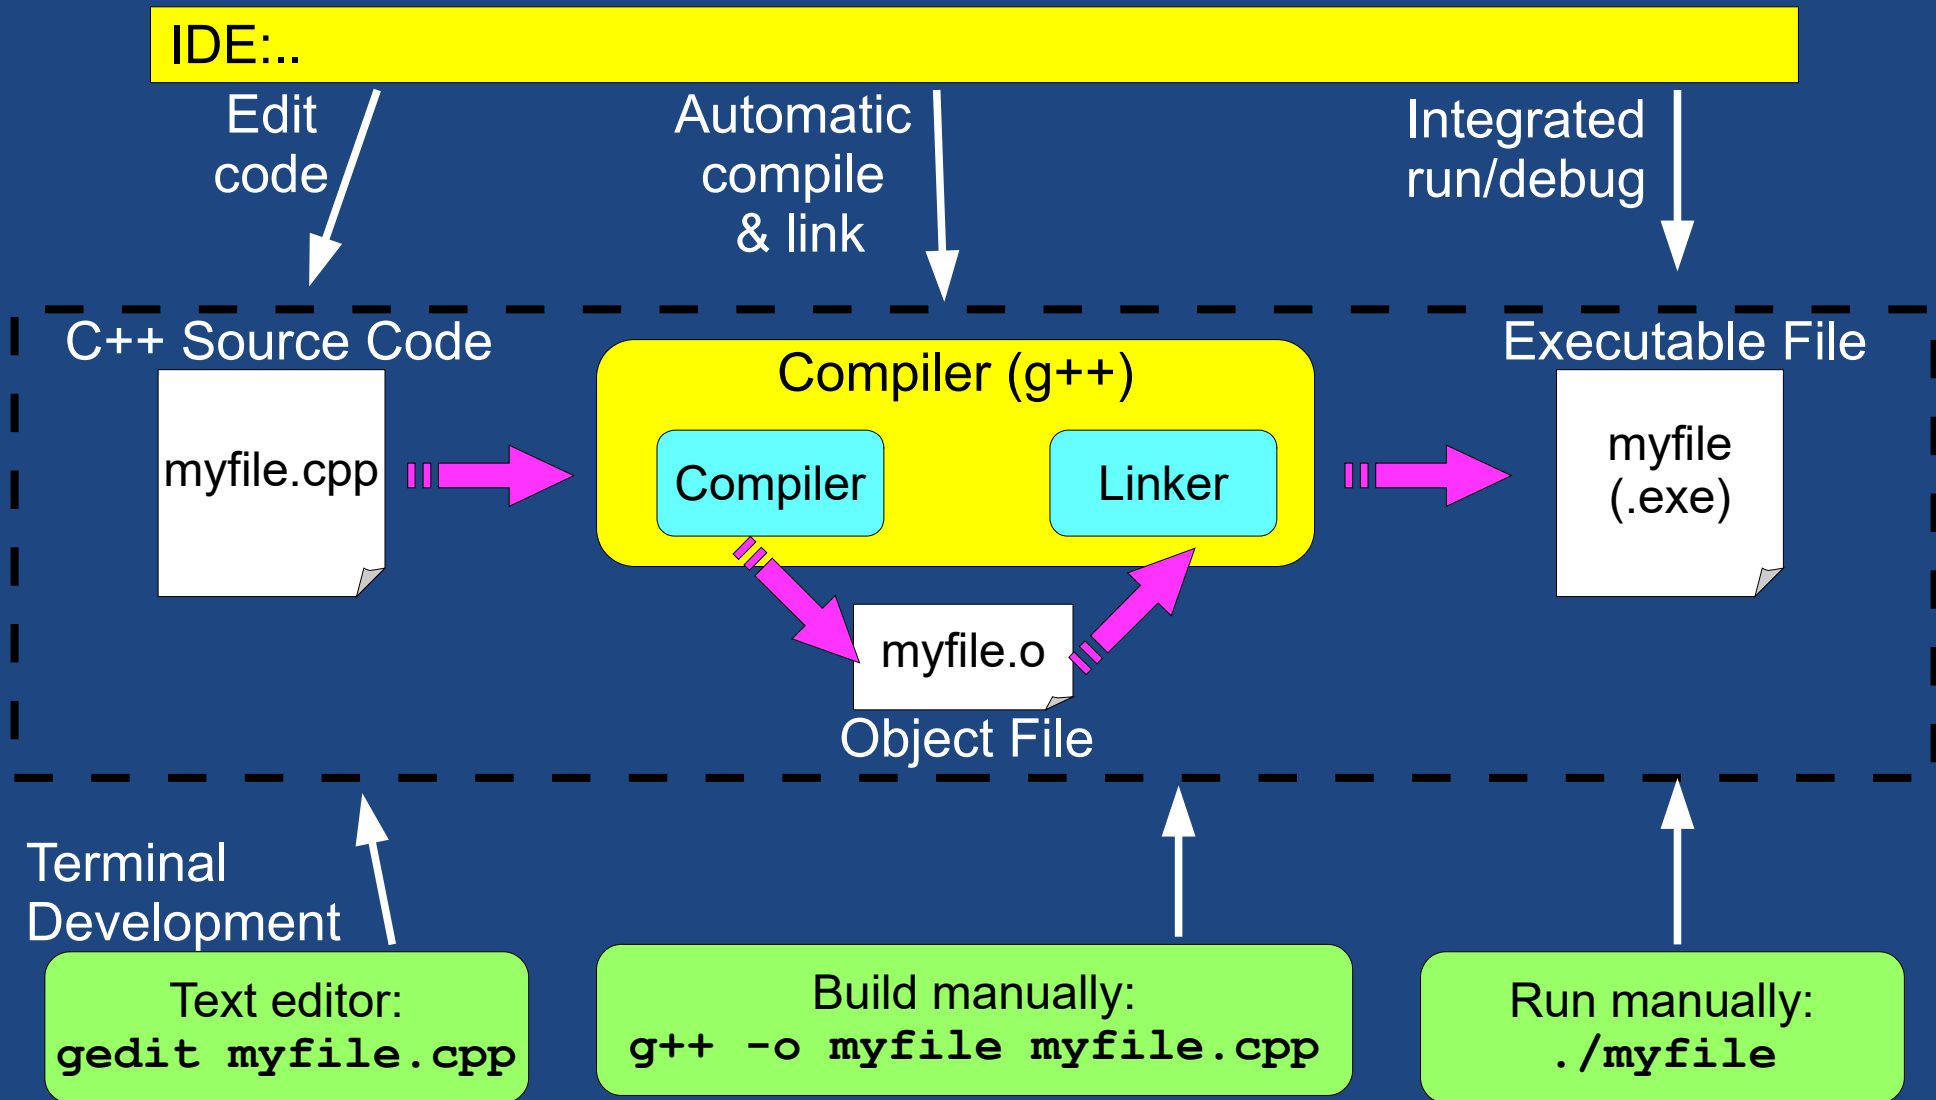 IDE:..
Edit
code
Automatic
compile
& link
Integrated
run/debug
C++ Source Code
myfile.cpp
Compiler (g++)
Compiler
Linker
myfile.o
Object File
Executable File
myfile
(.exe)
Terminal
Development
Text editor:
gedit myfile.cpp
Build manually:
g++ -o myfile myfile.cpp
Run manually:
./myfile